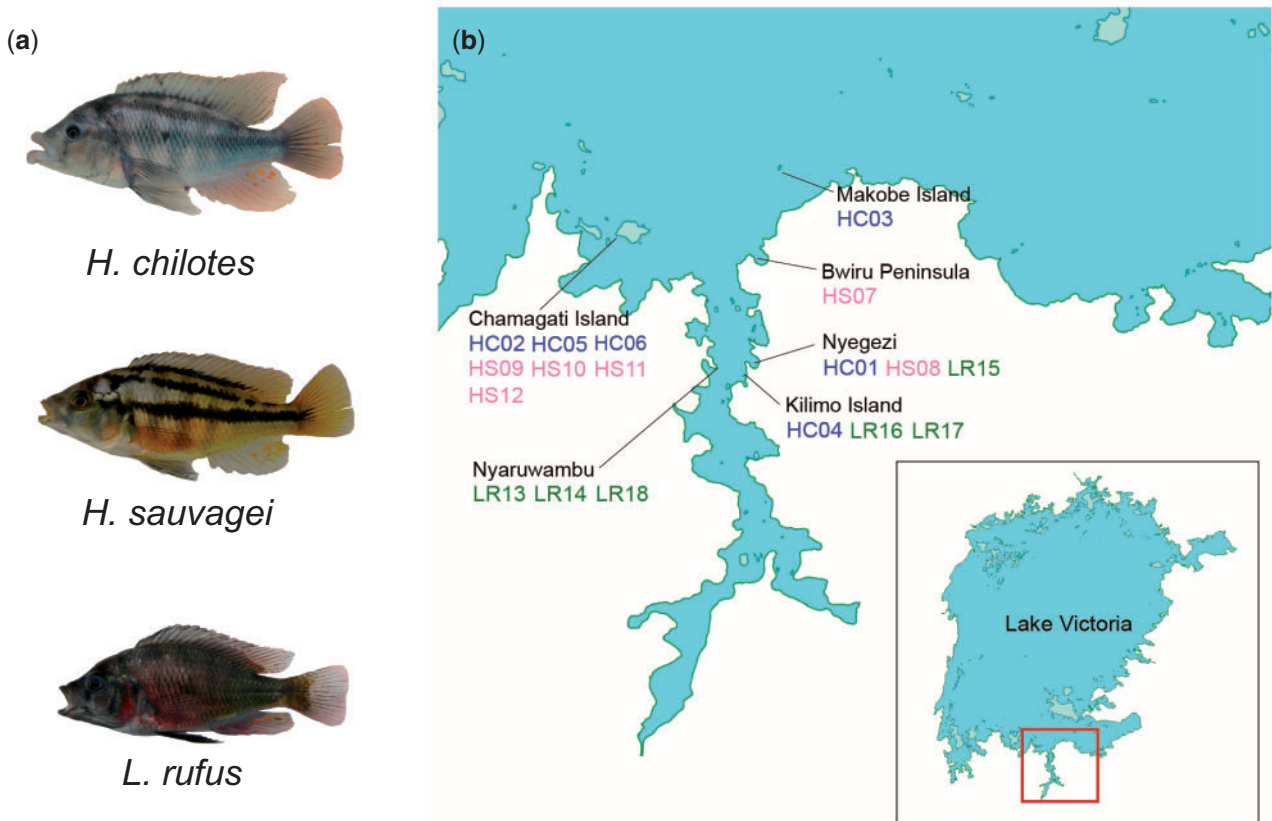 (a)
H. chilotes
H. sauvagei
L. rufus
(b)
Makobe Island
HC03
Bwiru Peninsula
HS07
Chamagati Island
HC02 HC05 HC06
HS09 HS10 HS11
HS12
Nyegezi
HC01 HS08 LR15
Kilimo Island
HC04 LR16 LR17
Nyaruwambu
LR13 LR14 LR18
Lake Victoria